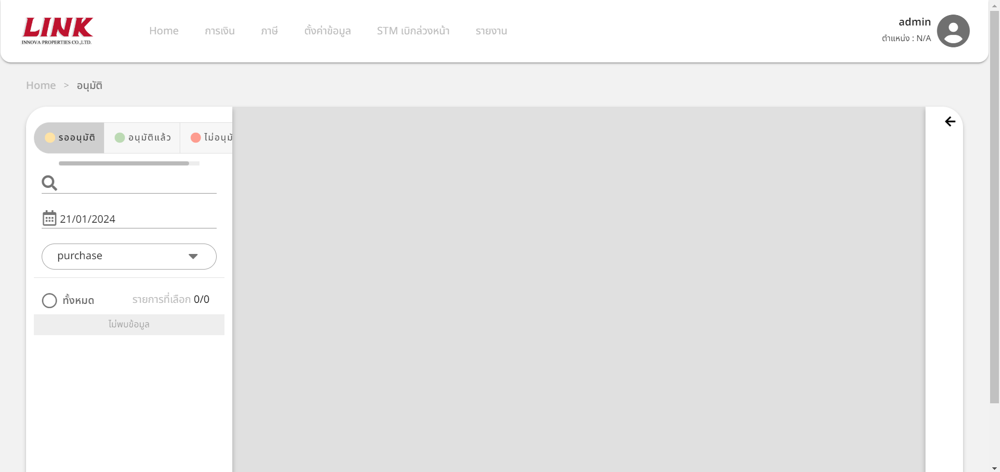 LINK
INNOVA PROPERTIES CO.,LTD.
Home การเงิน ภาษี ตั้งค่าข้อมูล STM เบิกล่วงหน้า รายงาน
admin
ตำแหน่ง : N/A
Home > อนุมัติ
รออนุมัติ อนุมัติแล้ว ไม่อนุมั
21/01/2024
purchase
ทั้งหมด รายการที่เลือก 0/0
ไม่พบข้อมูล